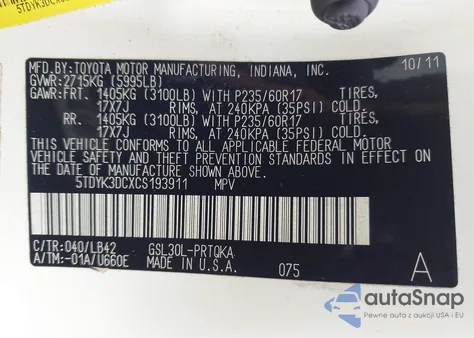 5TDYK3DCX
MFD.BY: TOYOTA MOTOR MANUFACTURING, INDIANA, INC. 10/11
GVWR: 2715KG (5995LB)
GAWR: FRT. 1405KG (3100LB) WITH P235/60R17 TIRES,
17X7J RIMS, AT 240KPA (35PSI) COLD.
RR. 1405KG (3100LB) WITH P235/60R17 TIRES,
17X7J RIMS, AT 240KPA (35PSI) COLD.
THIS VEHICLE CONFORMS TO ALL APPLICABLE FEDERAL MOTOR
VEHICLE SAFETY AND THEFT PREVENTION STANDARDS IN EFFECT ON
THE DATE OF MANUFACTURE SHOWN ABOVE.
5TDYK3DCXCS193911 MPV
C/TR: 040/LB42 GSL30L-PRTQKA
A/TM: -01A/U660E MADE IN U.S.A. 075 A
autoSnap
Pewne auta z aukcji USA i EU